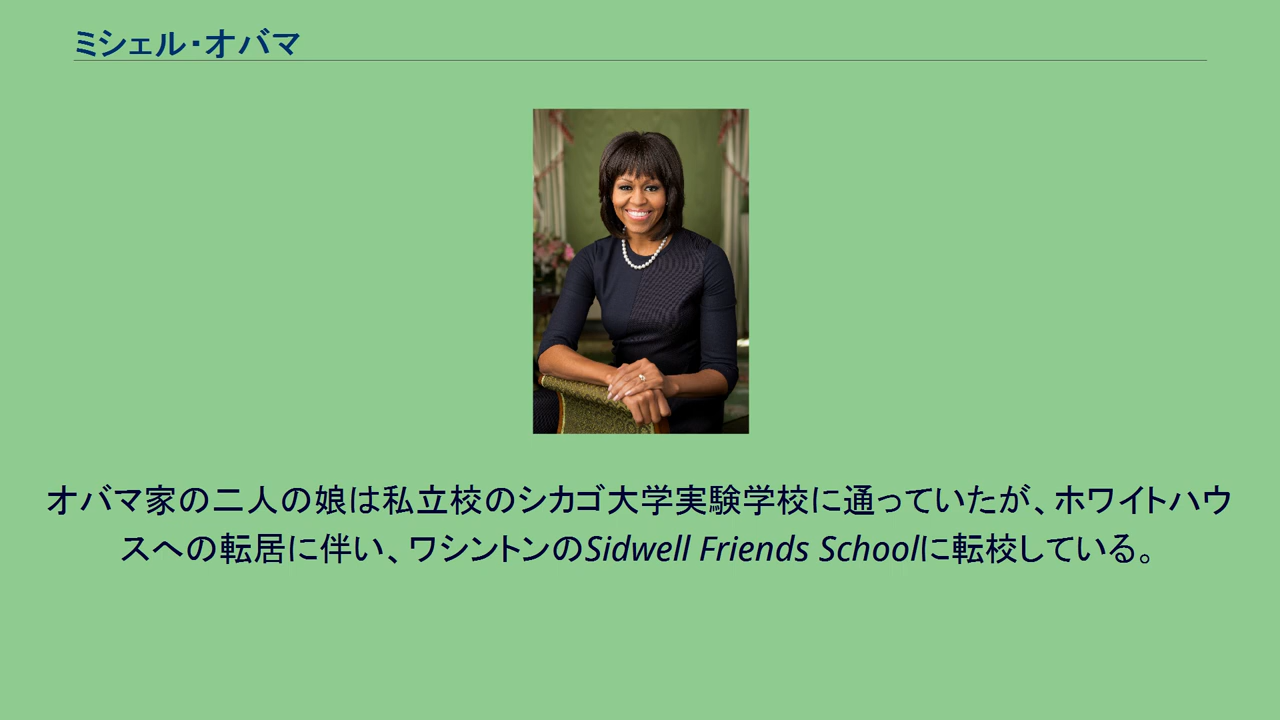 ミシェル・オバマ
オバマ家の二人の娘は私立校のシカゴ大学実験学校に通っていたが、ホワイトハウ
スへの転居に伴い、ワシントンのSidwell Friends Schoolに転校している。